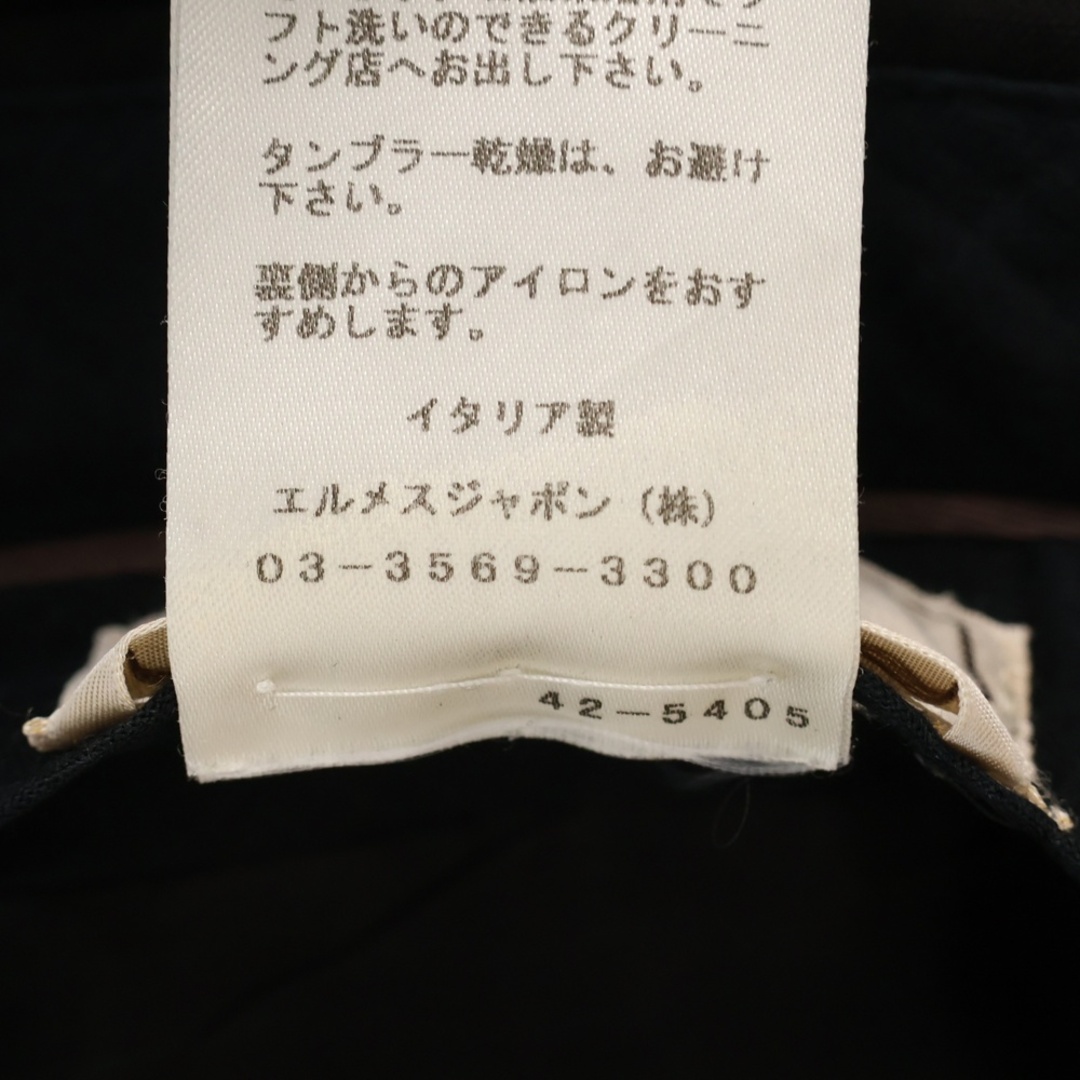 フト洗いのできるクリーニ
ング店へお出し下さい。
タンブラー乾燥は、お避け
下さい。
裏側からのアイロンをおす
すめします。
イタリア製
エルメスジャポン（株）
03-3569-3300
42-5405